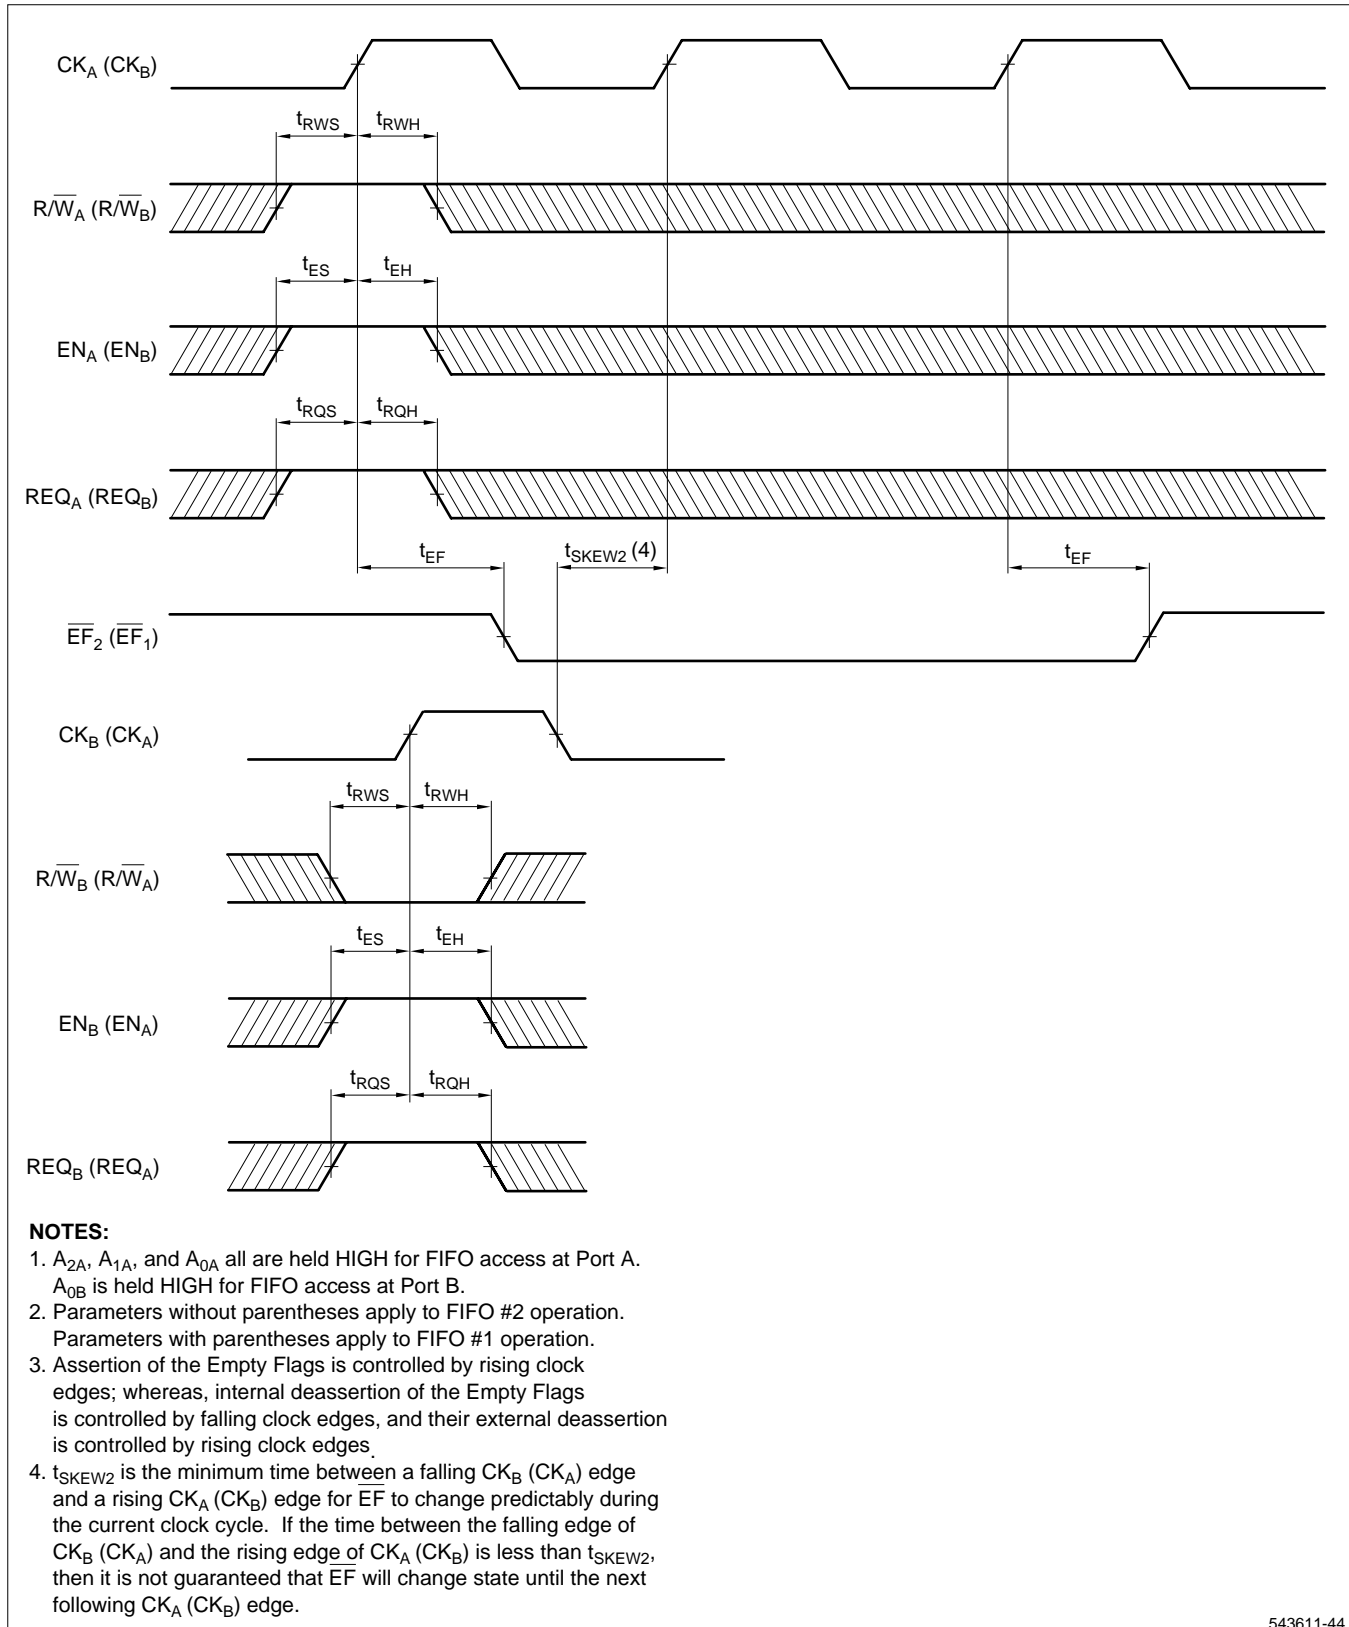 CKA (CKB)
tRWS tRWH
R/W̅A (R/W̅B)
tES tEH
ENA (ENB)
tRQS tRQH
REQA (REQB)
tEF tSKEW2 (4) tEF
E̅F̅2 (E̅F̅1)
CKB (CKA)
tRWS tRWH
R/W̅B (R/W̅A)
tES tEH
ENB (ENA)
tRQS tRQH
REQB (REQA)
NOTES:
1. A2A, A1A, and A0A all are held HIGH for FIFO access at Port A.
A0B is held HIGH for FIFO access at Port B.
2. Parameters without parentheses apply to FIFO #2 operation.
Parameters with parentheses apply to FIFO #1 operation.
3. Assertion of the Empty Flags is controlled by rising clock
edges; whereas, internal deassertion of the Empty Flags
is controlled by falling clock edges, and their external deassertion
is controlled by rising clock edges.
4. tSKEW2 is the minimum time between a falling CKB (CKA) edge
and a rising CKA (CKB) edge for E̅F̅ to change predictably during
the current clock cycle. If the time between the falling edge of
CKB (CKA) and the rising edge of CKA (CKB) is less than tSKEW2,
then it is not guaranteed that E̅F̅ will change state until the next
following CKA (CKB) edge.
543611-44